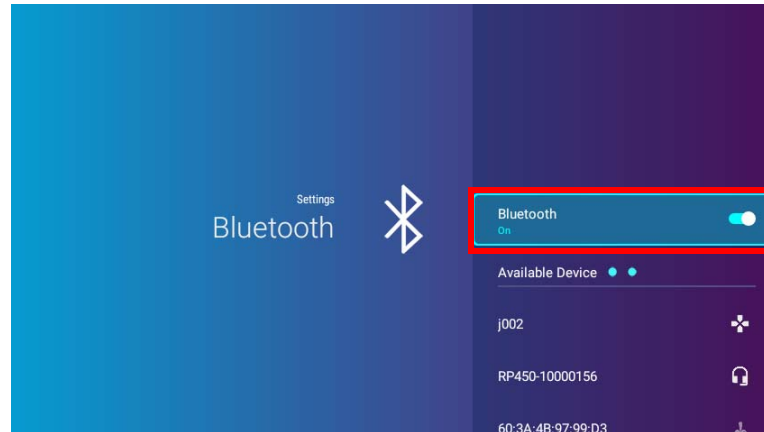 Settings
Bluetooth
Bluetooth
On
Available Device
j002
RP450-10000156
60:3A:4B:97:99:D3